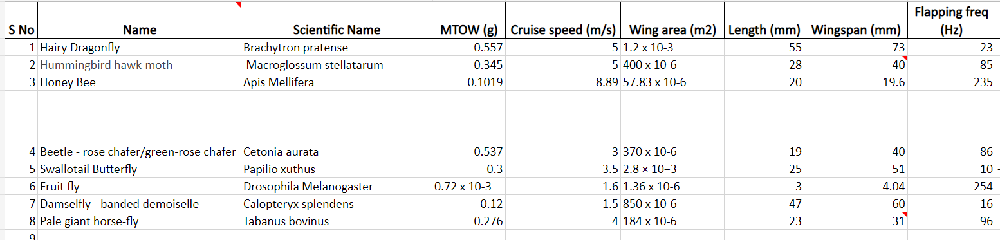 S No Name Scientific Name MTOW (g) Cruise speed (m/s) Wing area (m2) Length (mm) Wingspan (mm) Flapping freq (Hz)
1 Hairy Dragonfly Brachytron pratense 0.557 5 1.2 x 10-3 55 73 23
2 Hummingbird hawk-moth Macroglossum stellatarum 0.345 5 400 x 10-6 28 40 85
3 Honey Bee Apis Mellifera 0.1019 8.89 57.83 x 10-6 20 19.6 235
4 Beetle - rose chafer/green-rose chafer Cetonia aurata 0.537 3 370 x 10-6 19 40 86
5 Swallotail Butterfly Papilio xuthus 0.3 3.5 2.8 × 10−3 25 51 10
6 Fruit fly Drosophila Melanogaster 0.72 x 10-3 1.6 1.36 x 10-6 3 4.04 254
7 Damselfly - banded demoiselle Calopteryx splendens 0.12 1.5 850 x 10-6 47 60 16
8 Pale giant horse-fly Tabanus bovinus 0.276 4 184 x 10-6 23 31 96
9